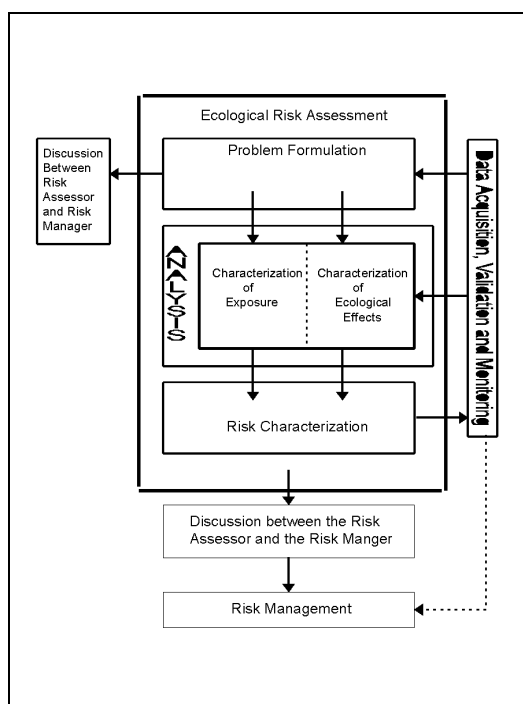 Ecological Risk Assessment
Problem Formulation
Discussion
Between
Risk
Assessor
and Risk
Manager
Data Acquisition, Validation and Monitoring
ANALYSIS
Characterization
of
Exposure
Characterization
of
Ecological
Effects
Risk Characterization
Discussion between the Risk
Assessor and the Risk Manger
Risk Management